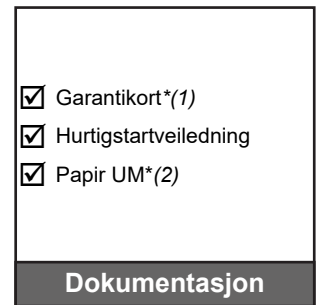 ☑ Garantikort*(1)
☑ Hurtigstartveiledning
☑ Papir UM*(2)
Dokumentasjon